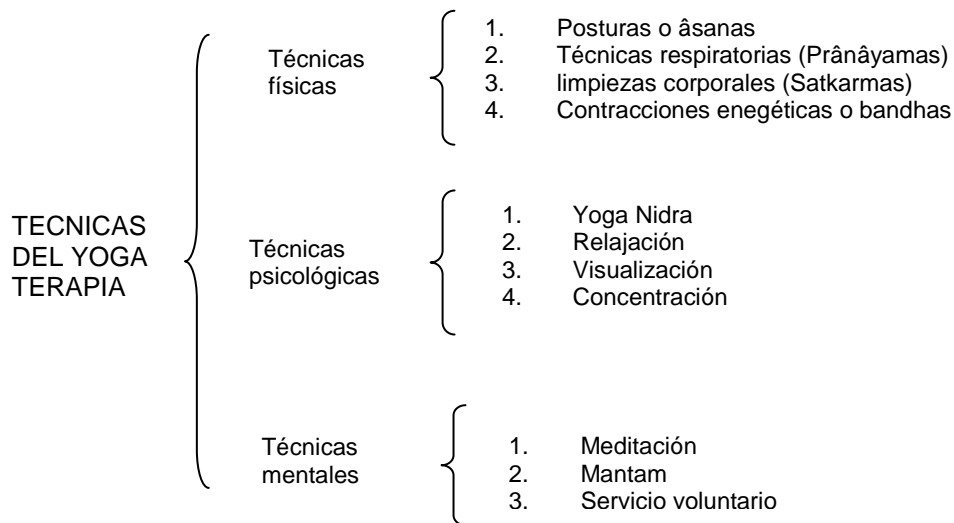 TECNICAS
DEL YOGA
TERAPIA
Técnicas
físicas
1. Posturas o âsanas
2. Técnicas respiratorias (Prânâyamas)
3. limpiezas corporales (Satkarmas)
4. Contracciones enegéticas o bandhas
Técnicas
psicológicas
1. Yoga Nidra
2. Relajación
3. Visualización
4. Concentración
Técnicas
mentales
1. Meditación
2. Mantam
3. Servicio voluntario